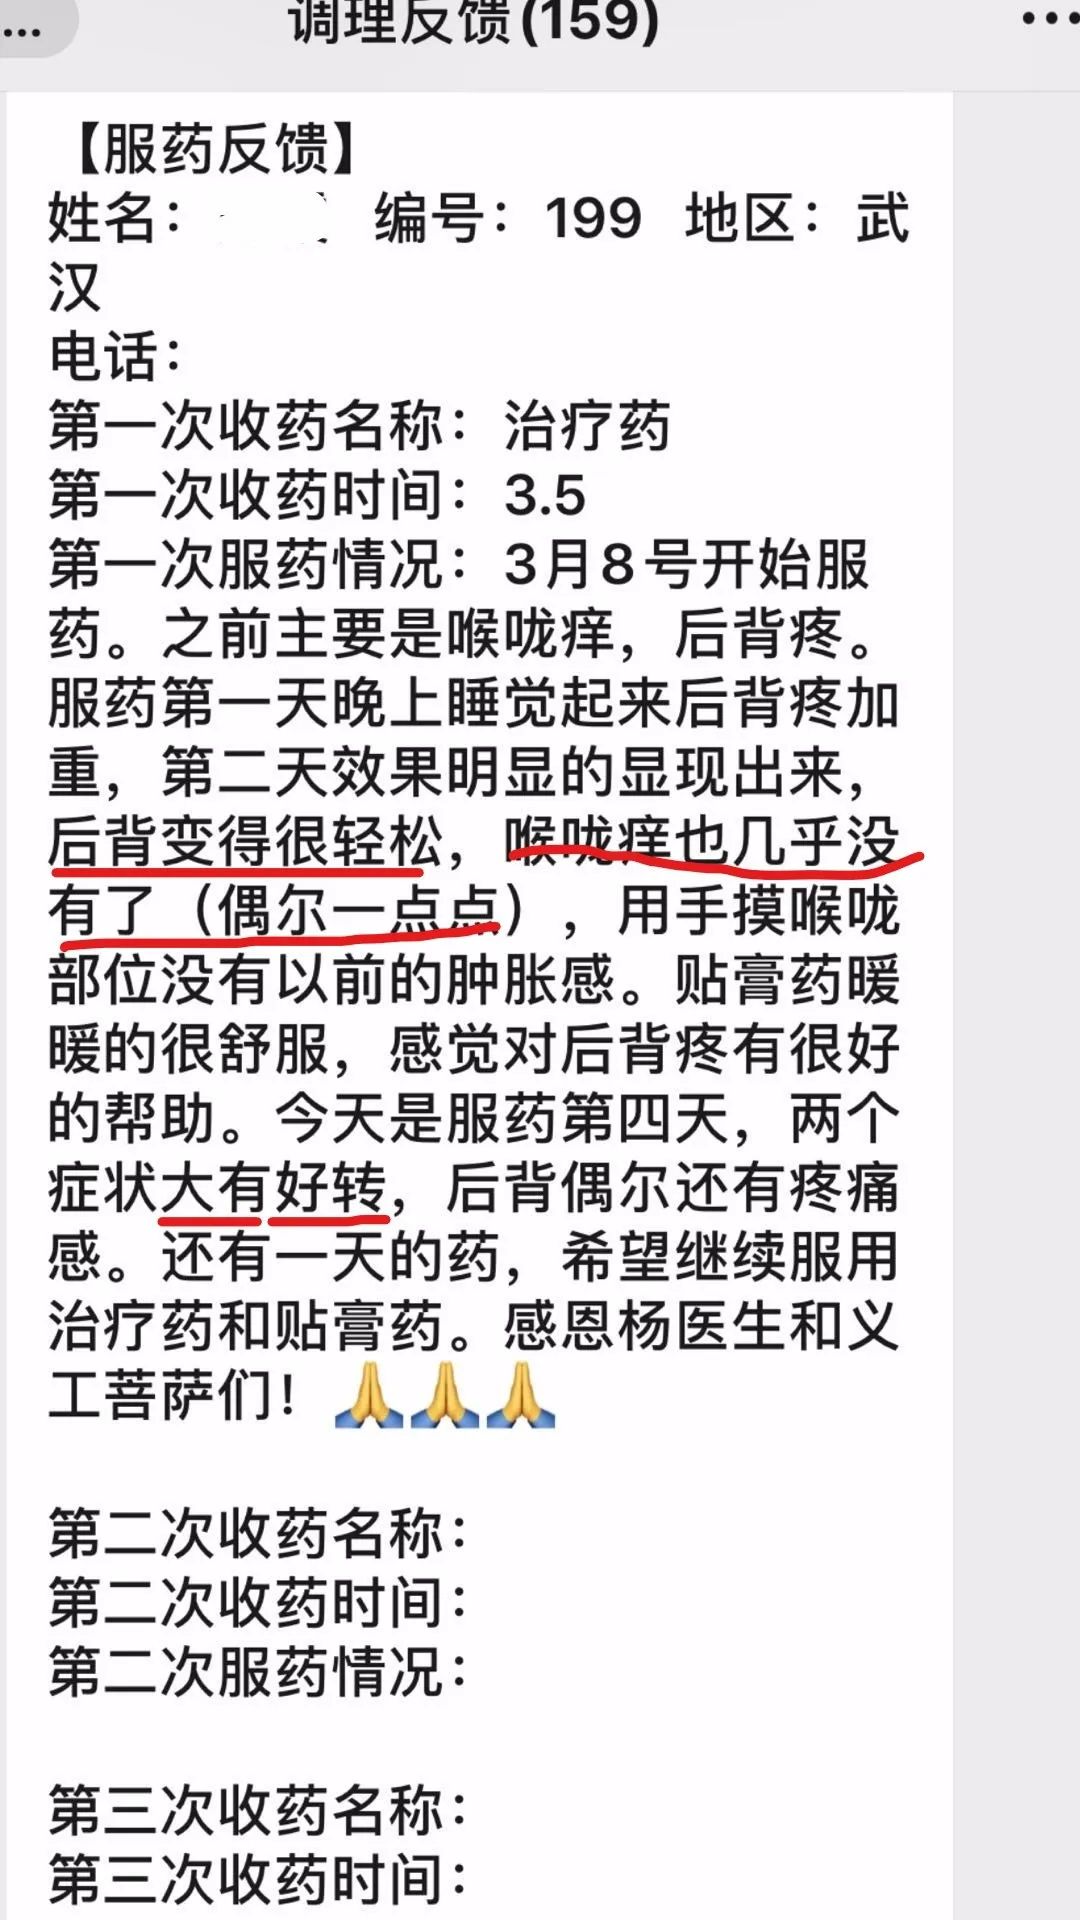 调理反馈(159)
【服药反馈】
姓名： 编号：199 地区：武
汉
电话：
第一次收药名称：治疗药
第一次收药时间：3.5
第一次服药情况：3月8号开始服
药。之前主要是喉咙痒，后背疼。
服药第一天晚上睡觉起来后背疼加
重，第二天效果明显的显现出来，
后背变得很轻松，喉咙痒也几乎没
有了（偶尔一点点），用手摸喉咙
部位没有以前的肿胀感。贴膏药暖
暖的很舒服，感觉对后背疼有很好
的帮助。今天是服药第四天，两个
症状大有好转，后背偶尔还有疼痛
感。还有一天的药，希望继续服用
治疗药和贴膏药。感恩杨医生和义
工菩萨们！🙏🙏🙏
第二次收药名称：
第二次收药时间：
第二次服药情况：
第三次收药名称：
第三次收药时间：